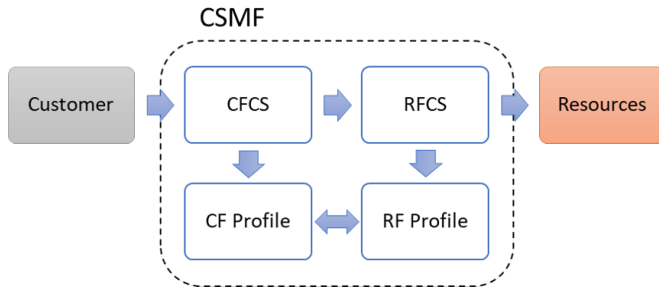 CSMF
Customer
CFCS
RFCS
Resources
CF Profile
RF Profile